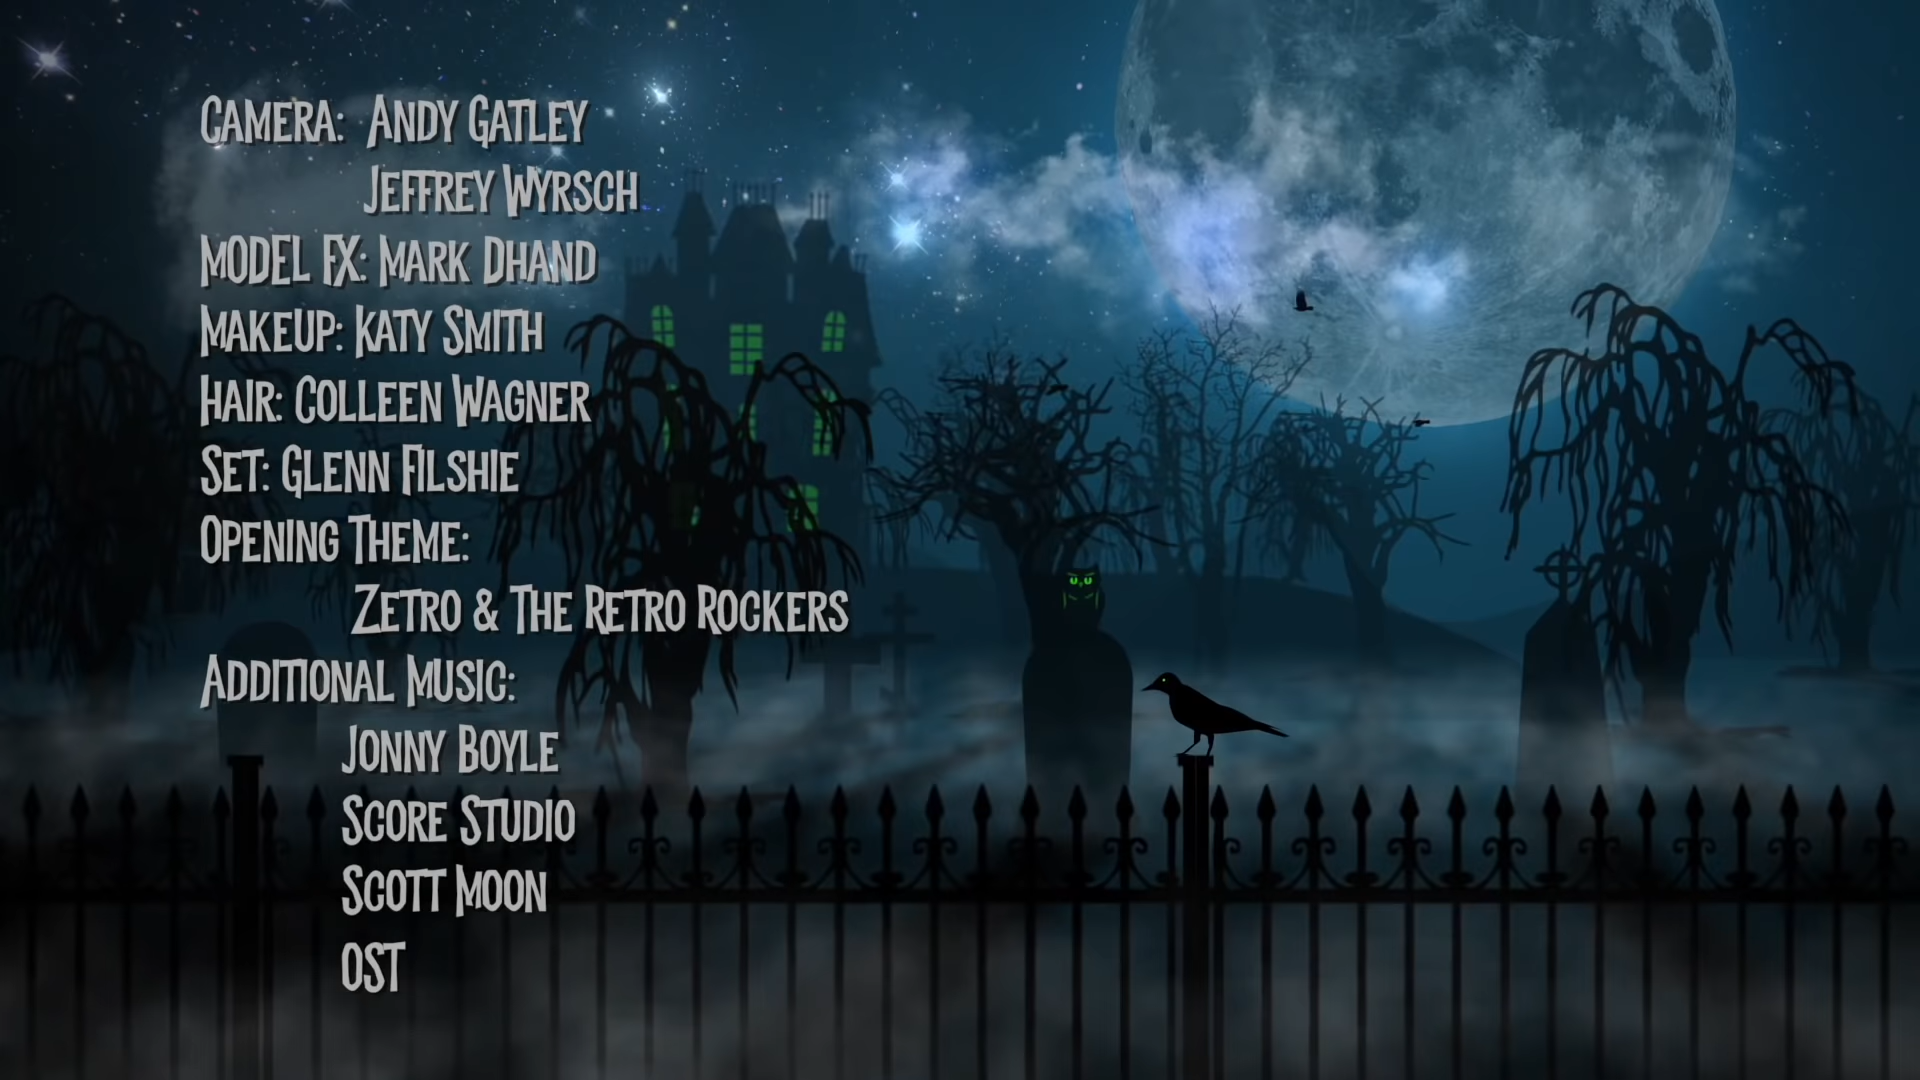 Camera: Andy Gatley
Jeffrey Wyrsch
Model FX: Mark Dhand
Makeup: Katy Smith
Hair: Colleen Wagner
Set: Glenn Filshie
Opening Theme:
Zetro & The Retro Rockers
Additional Music:
Jonny Boyle
Score Studio
Scott Moon
OST